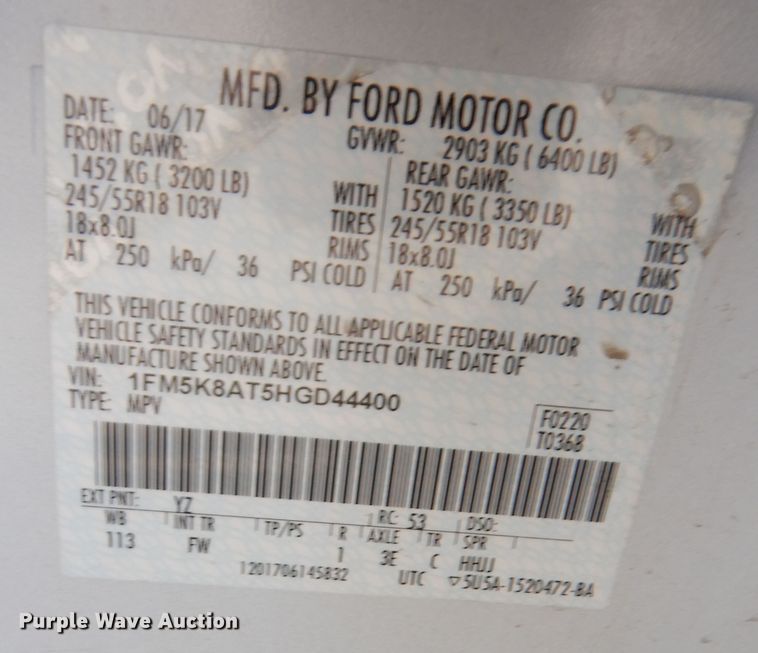 MFD. BY FORD MOTOR CO.
DATE: 06/17 GVWR: 2903 KG ( 6400 LB)
FRONT GAWR: REAR GAWR:
1452 KG ( 3200 LB) WITH 1520 KG ( 3350 LB) WITH
245/55R18 103V TIRES 245/55R18 103V TIRES
18x8.0J RIMS 18x8.0J RIMS
AT 250 kPa/ 36 PSI COLD AT 250 kPa/ 36 PSI COLD
THIS VEHICLE CONFORMS TO ALL APPLICABLE FEDERAL MOTOR
VEHICLE SAFETY STANDARDS IN EFFECT ON THE DATE OF
MANUFACTURE SHOWN ABOVE.
VIN: 1FM5K8AT5HGD44400
TYPE: MPV
F0220
T0368
EXT PNT: YZ RC: 53 DSO:
WB INT TR TP/PS R AXLE TR SPR
113 FW 1 3E C HHJJ
1201706145832 UTC ▽5U5A-1520472-BA
Purple Wave Auction